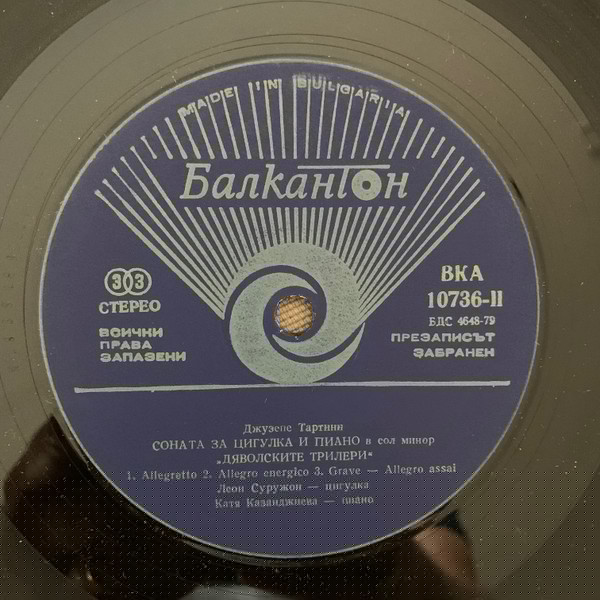 MADE IN BULGARIA
Балкантон
33
СТЕРЕО
ВСИЧКИ
ПРАВА
ЗАПАЗЕНИ
ВКА
10736-II
БДС 4648-79
ПРЕЗАПИСЪТ
ЗАБРАНЕН
Джузепе Тартини
СОНАТА ЗА ЦИГУЛКА И ПИАНО в сол минор
„ДЯВОЛСКИТЕ ТРИЛЕРИ“
1. Allegretto 2. Allegro energico 3. Grave — Allegro assai
Леон Суружон — цигулка
Катя Казанджиева — пиано